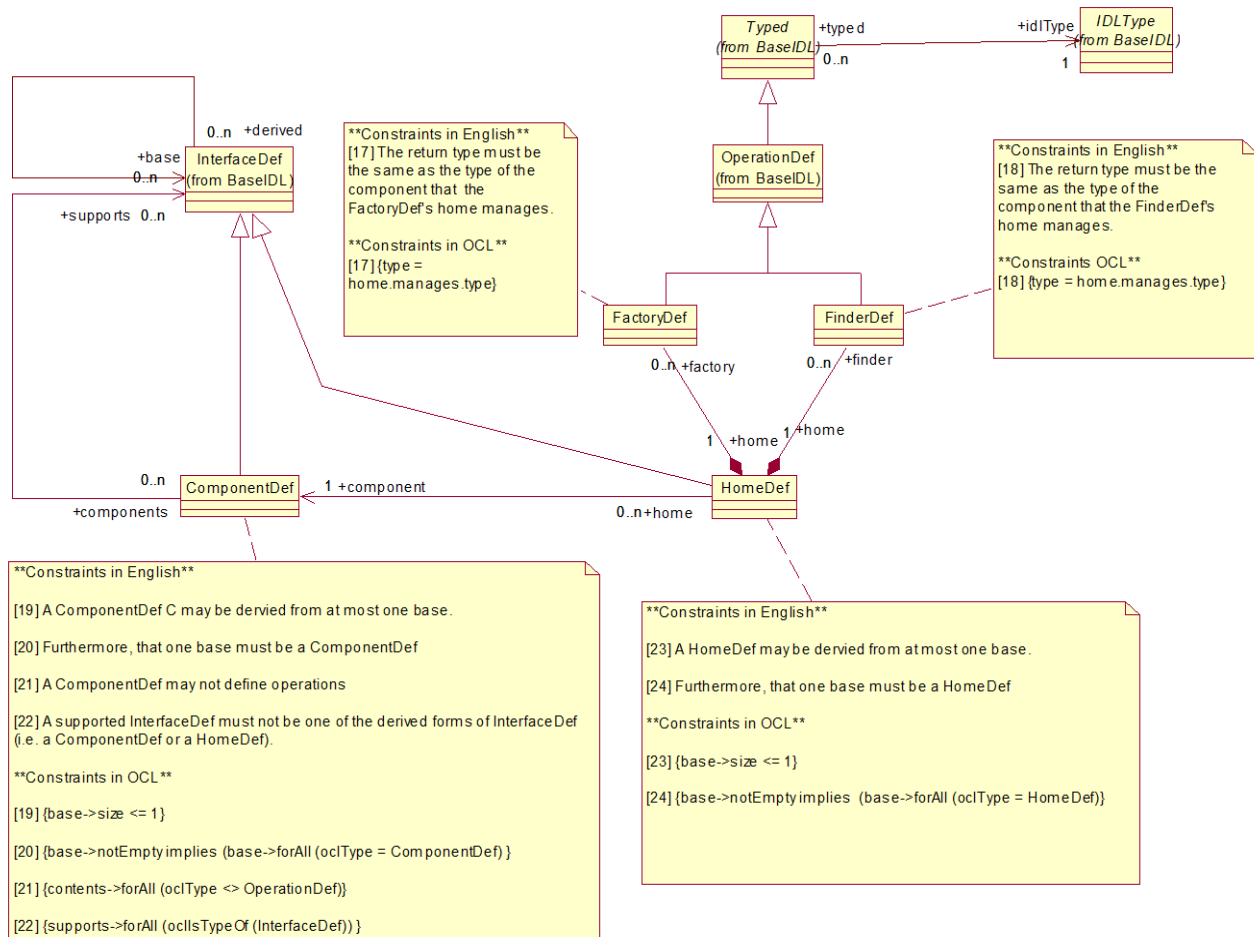 Typed
(from BaseIDL)
+typed
0..n
+idlType
1
IDLType
(from BaseIDL)
0..n +derived
+base
0..n
InterfaceDef
(from BaseIDL)
+supports 0..n
**Constraints in English**
[17] The return type must be
the same as the type of the
component that the
FactoryDef's home manages.
**Constraints in OCL**
[17] {type =
home.manages.type}
OperationDef
(from BaseIDL)
**Constraints in English**
[18] The return type must be the
same as the type of the
component that the FinderDef's
home manages.
**Constraints OCL**
[18] {type = home.manages.type}
FactoryDef
FinderDef
0..n +factory
0..n +finder
1 +home
1 +home
0..n
ComponentDef
+components
1 +component
0..n +home
HomeDef
**Constraints in English**
[19] A ComponentDef C may be dervied from at most one base.
[20] Furthermore, that one base must be a ComponentDef
[21] A ComponentDef may not define operations
[22] A supported InterfaceDef must not be one of the derived forms of InterfaceDef
(i.e. a ComponentDef or a HomeDef).
**Constraints in OCL**
[19] {base->size <= 1}
[20] {base->notEmpty implies (base->forAll (oclType = ComponentDef) }
[21] {contents->forAll (oclType <> OperationDef)}
[22] {supports->forAll (oclIsTypeOf (InterfaceDef)) }
**Constraints in English**
[23] A HomeDef may be dervied from at most one base.
[24] Furthermore, that one base must be a HomeDef
**Constraints in OCL**
[23] {base->size <= 1}
[24] {base->notEmpty implies (base->forAll (oclType = HomeDef)}